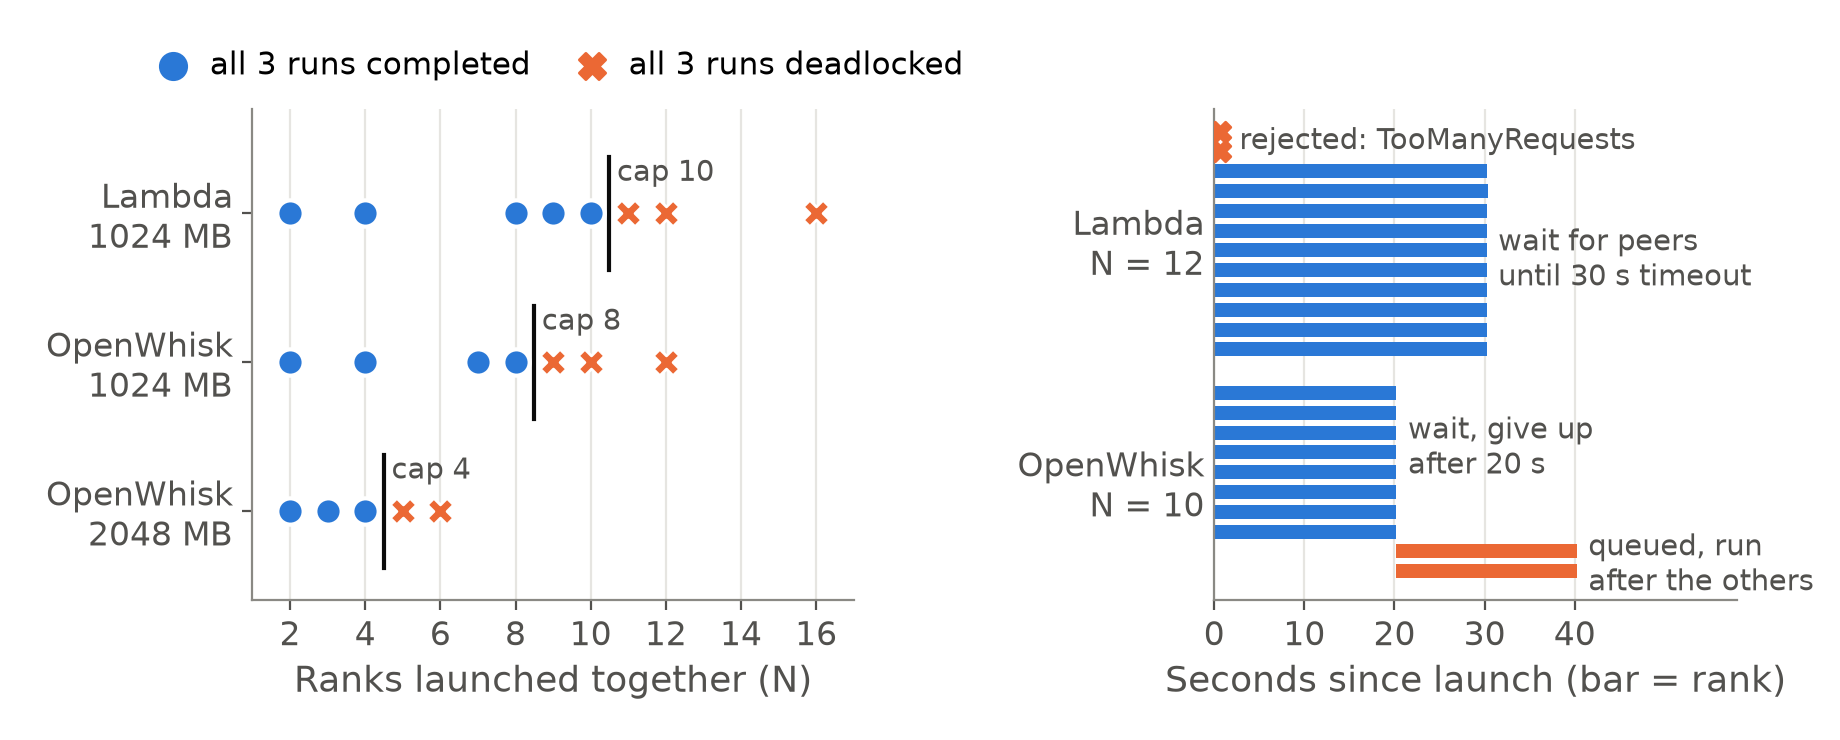 all 3 runs completed
all 3 runs deadlocked
Lambda
1024 MB
cap 10
OpenWhisk
1024 MB
cap 8
OpenWhisk
2048 MB
cap 4
2 4 6 8 10 12 14 16
Ranks launched together (N)
rejected: TooManyRequests
Lambda
N = 12
wait for peers
until 30 s timeout
OpenWhisk
N = 10
wait, give up
after 20 s
queued, run
after the others
0 10 20 30 40
Seconds since launch (bar = rank)